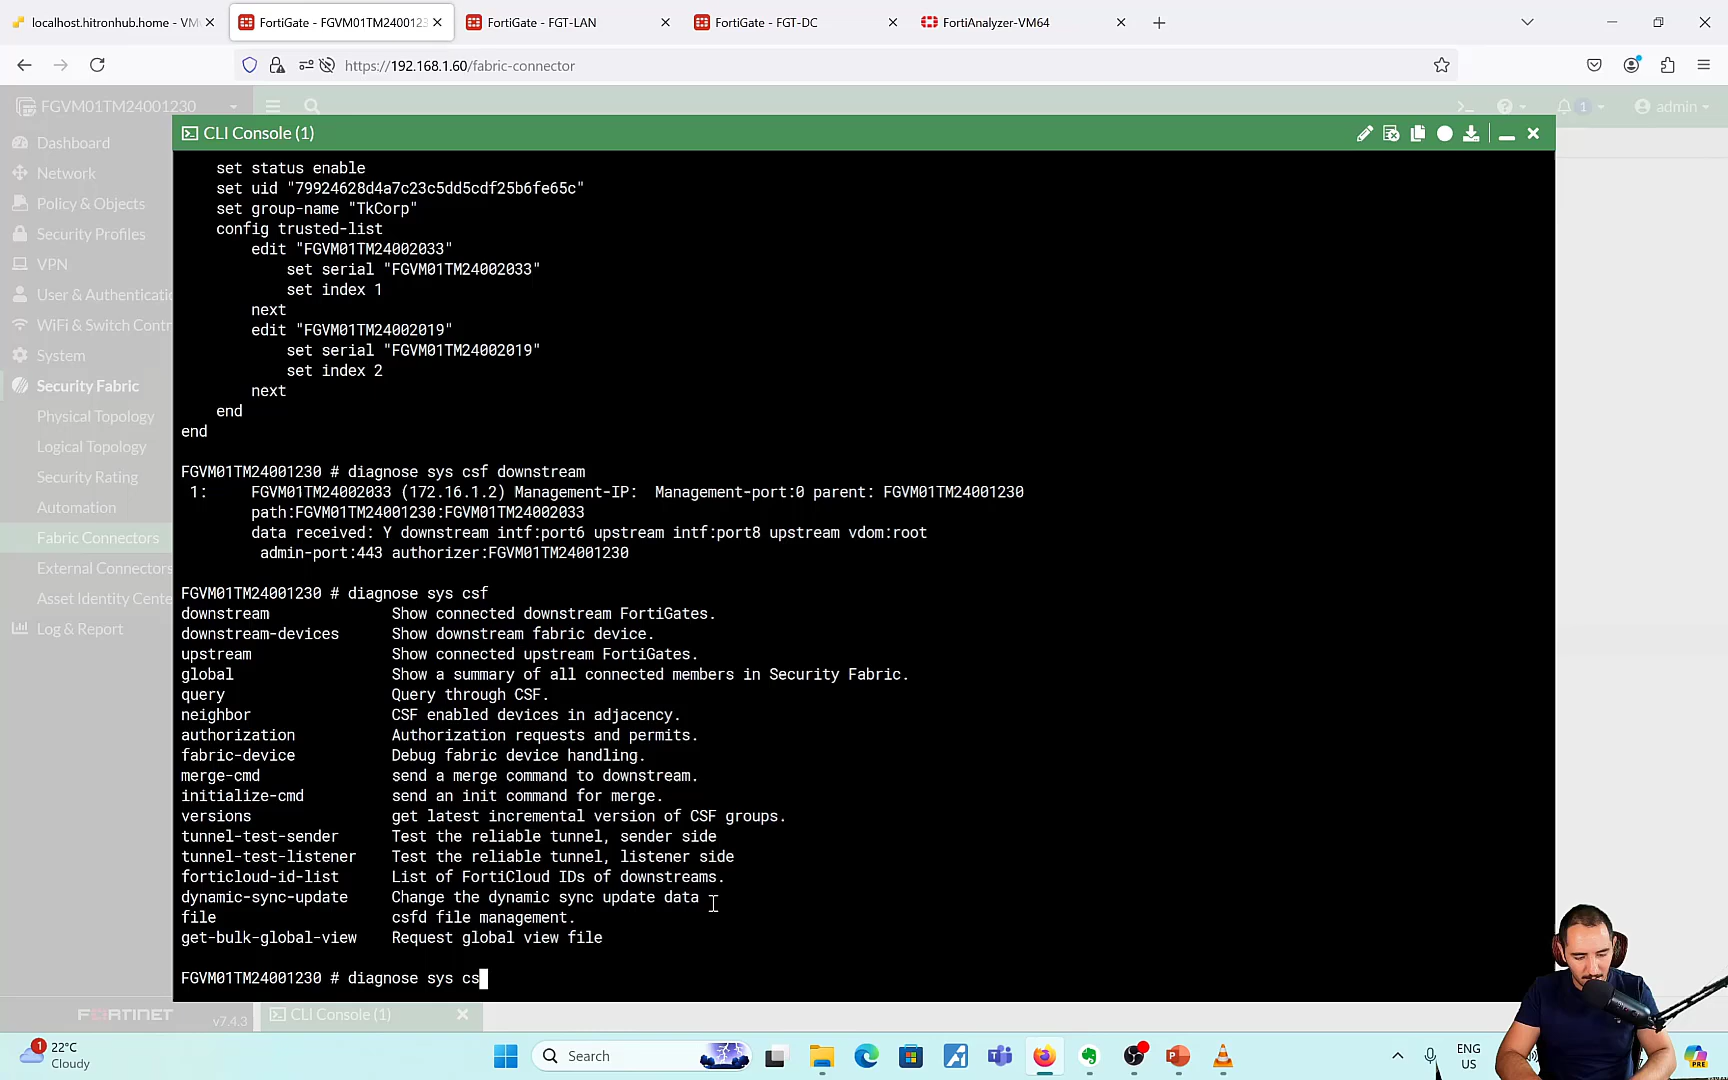 localhost.hitronhub.home - VM
FortiGate - FGVM01TM2400123
FortiGate - FGT-LAN
FortiGate - FGT-DC
FortiAnalyzer-VM64
https://192.168.1.60/fabric-connector
FGVM01TM24001230
1
admin
Dashboard
Network
Policy & Objects
Security Profiles
VPN
User & Authenticati
WiFi & Switch Contr
System
Security Fabric
Physical Topology
Logical Topology
Security Rating
Automation
Fabric Connectors
External Connectors
Asset Identity Cente
Log & Report
FORTINET
v7.4.3
CLI Console (1)
set status enable
set uid "79924628d4a7c23c5dd5cdf25b6fe65c"
set group-name "TkCorp"
config trusted-list
edit "FGVM01TM24002033"
set serial "FGVM01TM24002033"
set index 1
next
edit "FGVM01TM24002019"
set serial "FGVM01TM24002019"
set index 2
next
end
end
FGVM01TM24001230 # diagnose sys csf downstream
1: FGVM01TM24002033 (172.16.1.2) Management-IP: Management-port:0 parent: FGVM01TM24001230
path:FGVM01TM24001230:FGVM01TM24002033
data received: Y downstream intf:port6 upstream intf:port8 upstream vdom:root
admin-port:443 authorizer:FGVM01TM24001230
FGVM01TM24001230 # diagnose sys csf
downstream Show connected downstream FortiGates.
downstream-devices Show downstream fabric device.
upstream Show connected upstream FortiGates.
global Show a summary of all connected members in Security Fabric.
query Query through CSF.
neighbor CSF enabled devices in adjacency.
authorization Authorization requests and permits.
fabric-device Debug fabric device handling.
merge-cmd send a merge command to downstream.
initialize-cmd send an init command for merge.
versions get latest incremental version of CSF groups.
tunnel-test-sender Test the reliable tunnel, sender side
tunnel-test-listener Test the reliable tunnel, listener side
forticloud-id-list List of FortiCloud IDs of downstreams.
dynamic-sync-update Change the dynamic sync update data
file csfd file management.
get-bulk-global-view Request global view file
FGVM01TM24001230 # diagnose sys cs
CLI Console (1)
1
22°C
Cloudy
Search
ENG
US
PRE